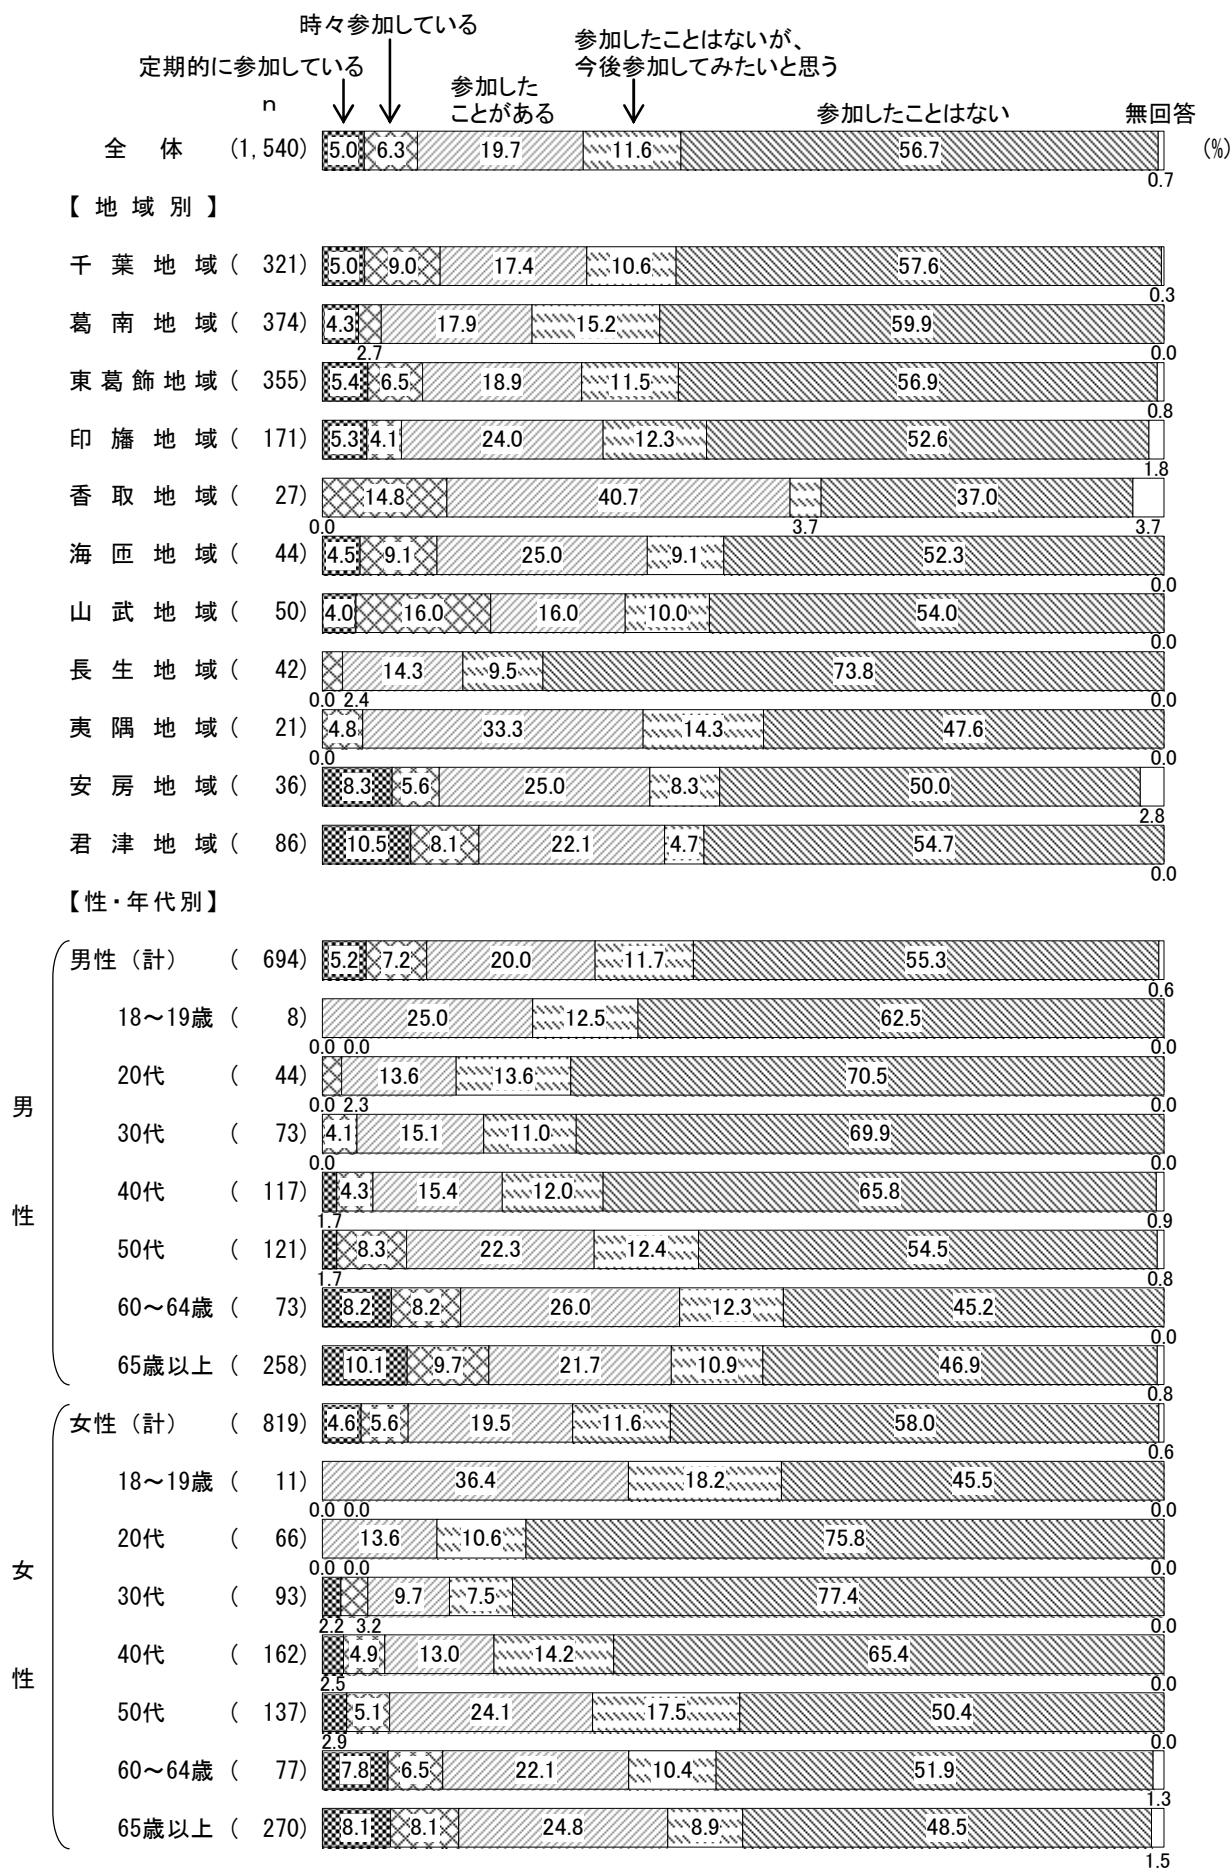 時々参加している
参加したことはないが、
今後参加してみたいと思う
定期的に参加している
参加した
ことがある
n
参加したことはない
無回答
全 体 (1,540) 5.0 6.3 19.7 11.6 56.7 (%)
0.7
【 地 域 別 】
千 葉 地 域 ( 321) 5.0 9.0 17.4 10.6 57.6
0.3
葛 南 地 域 ( 374) 4.3 17.9 15.2 59.9
2.7 0.0
東 葛 飾 地 域 ( 355) 5.4 6.5 18.9 11.5 56.9
0.8
印 旛 地 域 ( 171) 5.3 4.1 24.0 12.3 52.6
1.8
香 取 地 域 ( 27) 14.8 40.7 37.0
0.0 3.7 3.7
海 匝 地 域 ( 44) 4.5 9.1 25.0 9.1 52.3
0.0
山 武 地 域 ( 50) 4.0 16.0 16.0 10.0 54.0
0.0
長 生 地 域 ( 42) 14.3 9.5 73.8
0.0 2.4 0.0
夷 隅 地 域 ( 21) 4.8 33.3 14.3 47.6
0.0 0.0
安 房 地 域 ( 36) 8.3 5.6 25.0 8.3 50.0
2.8
君 津 地 域 ( 86) 10.5 8.1 22.1 4.7 54.7
0.0
【性・年代別】
男性（計） ( 694) 5.2 7.2 20.0 11.7 55.3
0.6
18～19歳 ( 8) 25.0 12.5 62.5
0.0 0.0 0.0
20代 ( 44) 13.6 13.6 70.5
0.0 2.3 0.0
男
30代 ( 73) 4.1 15.1 11.0 69.9
0.0 0.0
40代 ( 117) 4.3 15.4 12.0 65.8
性
1.7 0.9
50代 ( 121) 8.3 22.3 12.4 54.5
1.7 0.8
60～64歳 ( 73) 8.2 8.2 26.0 12.3 45.2
0.0
65歳以上 ( 258) 10.1 9.7 21.7 10.9 46.9
0.8
女性（計） ( 819) 4.6 5.6 19.5 11.6 58.0
0.6
18～19歳 ( 11) 36.4 18.2 45.5
0.0 0.0 0.0
20代 ( 66) 13.6 10.6 75.8
0.0 0.0 0.0
女
30代 ( 93) 9.7 7.5 77.4
2.2 3.2 0.0
40代 ( 162) 4.9 13.0 14.2 65.4
性
2.5 0.0
50代 ( 137) 5.1 24.1 17.5 50.4
2.9 0.0
60～64歳 ( 77) 7.8 6.5 22.1 10.4 51.9
1.3
65歳以上 ( 270) 8.1 8.1 24.8 8.9 48.5
1.5